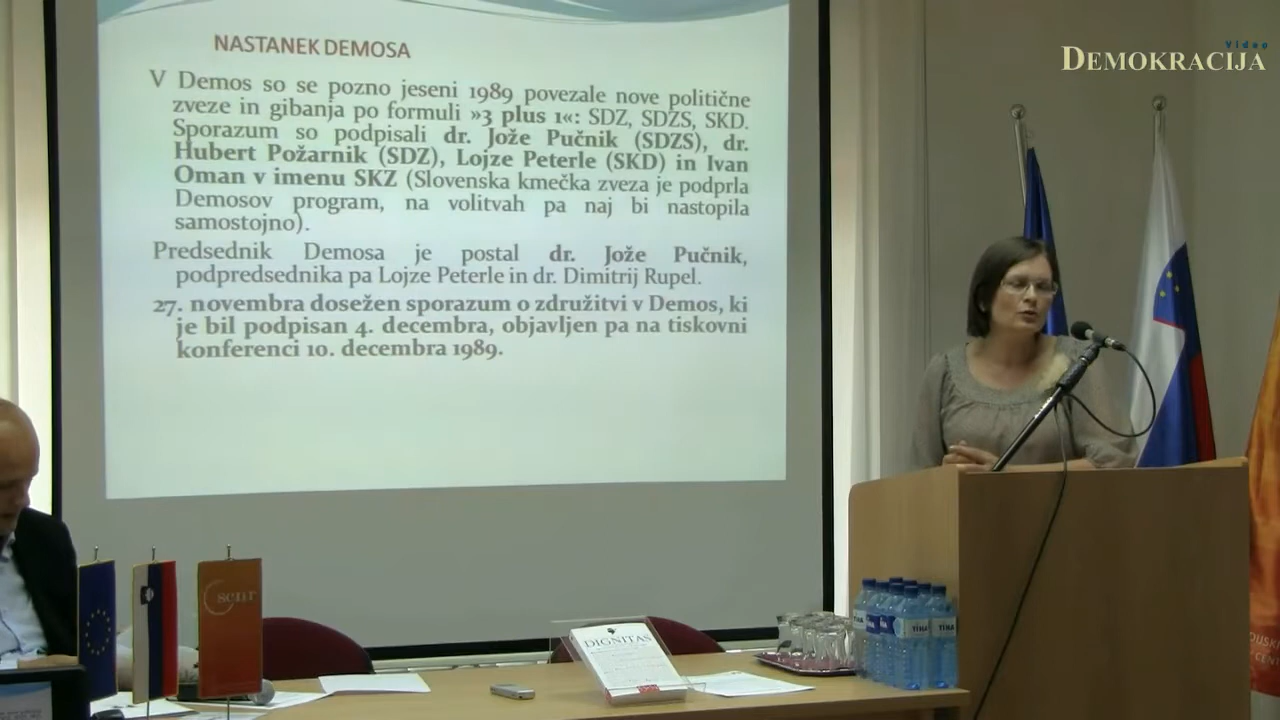 Video
DEMOKRACIJA
NASTANEK DEMOSA
V Demos so se pozno jeseni 1989 povezale nove politične
zveze in gibanja po formuli »3 plus 1«: SDZ, SDZS, SKD.
Sporazum so podpisali dr. Jože Pučnik (SDZS), dr.
Hubert Požarnik (SDZ), Lojze Peterle (SKD) in Ivan
Oman v imenu SKZ (Slovenska kmečka zveza je podprla
Demosov program, na volitvah pa naj bi nastopila
samostojno).
Predsednik Demosa je postal dr. Jože Pučnik,
podpredsednika pa Lojze Peterle in dr. Dimitrij Rupel.
27. novembra dosežen sporazum o združitvi v Demos, ki
je bil podpisan 4. decembra, objavljen pa na tiskovni
konferenci 10. decembra 1989.
scnr
DIGNITAS
TIHA
TIHA